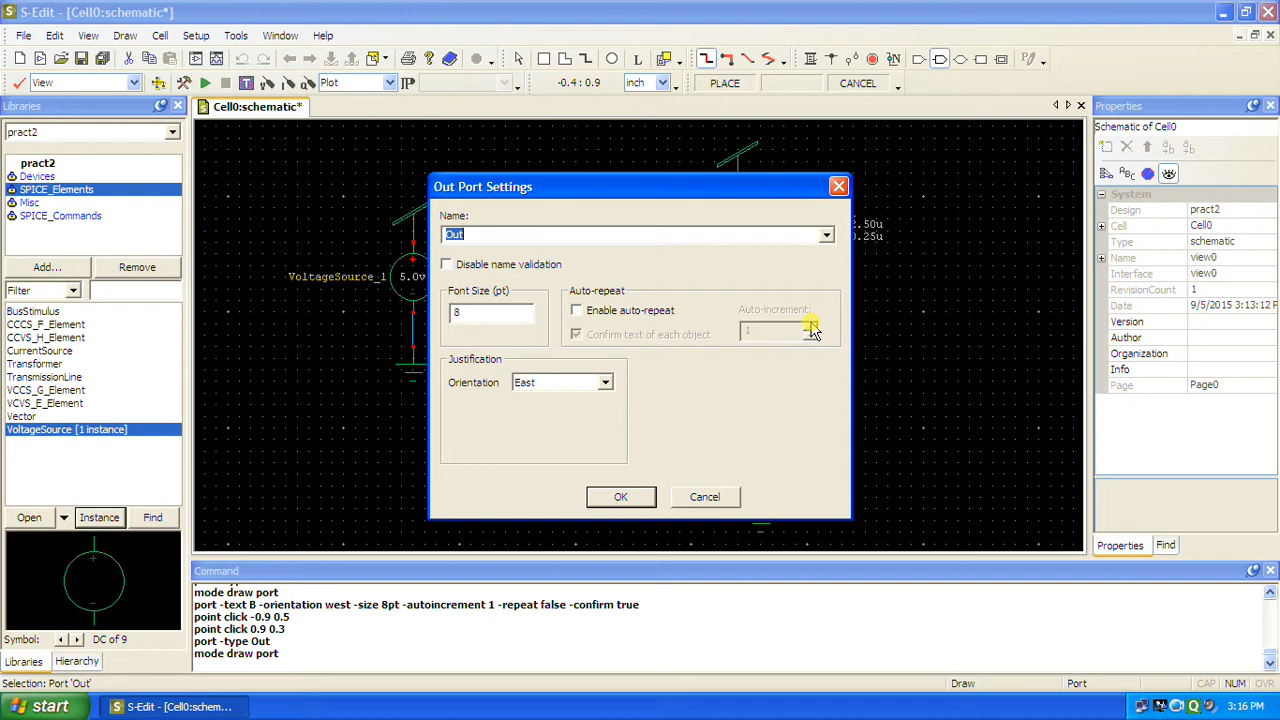 S-Edit - [Cell0:schematic*]
File Edit View Draw Cell Setup Tools Window Help
View Plot -0.4 : 0.9 inch PLACE CANCEL
Libraries
Cell0:schematic*
Properties
pract2
Schematic of Cell0
pract2
Devices
SPICE_Elements
Misc
SPICE_Commands
Add... Remove
Filter
BusStimulus
CCCS_F_Element
CCVS_H_Element
CurrentSource
Transformer
TransmissionLine
VCCS_G_Element
VCVS_E_Element
Vector
VoltageSource [1 instance]
Open Instance Find
Symbol: DC of 9
Libraries Hierarchy
VoltageSource_1 5.0v
2.50u
0.25u
Out Port Settings
Name:
Out
Disable name validation
Font Size (pt)
8
Auto-repeat
Enable auto-repeat
Auto-increment:
Confirm text of each object
1
Justification
Orientation East
OK Cancel
System
Design pract2
Cell Cell0
Type schematic
Name view0
Interface view0
RevisionCount 1
Date 9/5/2015 3:13:12 P
Version
Author
Organization
Info
Page Page0
Properties Find
Command
mode draw port
port -text B -orientation west -size 8pt -autoincrement 1 -repeat false -confirm true
point click -0.9 0.5
point click 0.9 0.3
port -type Out
mode draw port
Selection: Port 'Out' Draw Port CAP NUM OVR
start S-Edit - [Cell0:schem... 3:16 PM